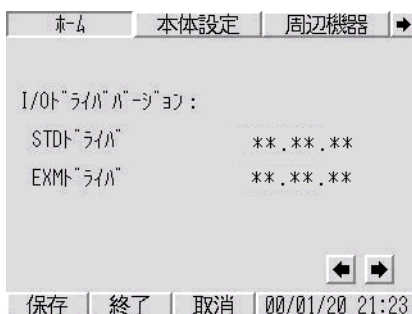 ﾎｰﾑ 本体設定 周辺機器
I/Oﾄﾞﾗｲﾊﾞﾊﾞｰｼﾞｮﾝ :
STDﾄﾞﾗｲﾊﾞ **.**.**
EXMﾄﾞﾗｲﾊﾞ **.**.**
保存 終了 取消 00/01/20 21:23